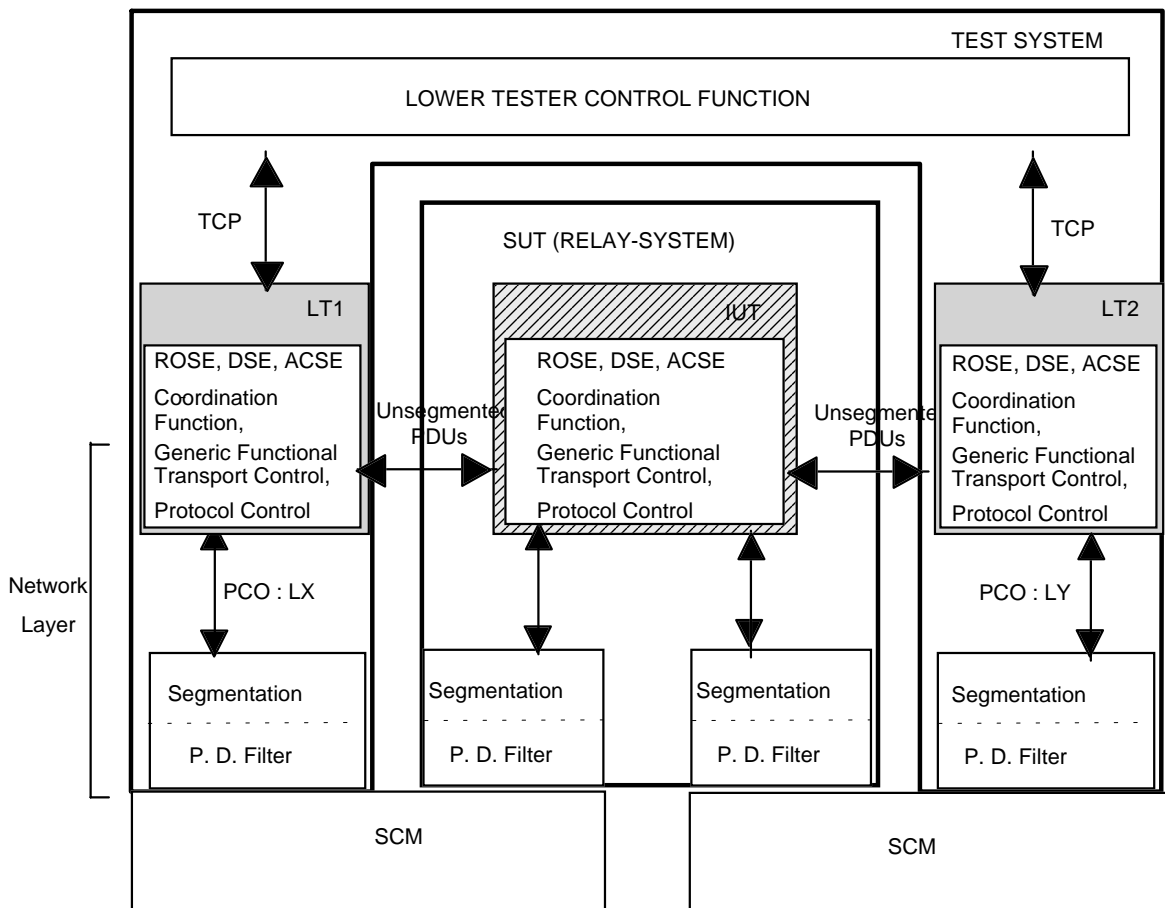 TEST SYSTEM
LOWER TESTER CONTROL FUNCTION
TCP
TCP
SUT (RELAY-SYSTEM)
LT1
ROSE, DSE, ACSE
Coordination
Function,
Generic Functional
Transport Control,
Protocol Control
Unsegmented
PDUs
IUT
ROSE, DSE, ACSE
Coordination
Function,
Generic Functional
Transport Control,
Protocol Control
Unsegmente
PDUs
LT2
ROSE, DSE, ACSE
Coordination
Function,
Generic Functional
Transport Control,
Protocol Control
Network
Layer
PCO : LX
PCO : LY
Segmentation
P. D. Filter
Segmentation
P. D. Filter
Segmentation
P. D. Filter
Segmentation
P. D. Filter
SCM
SCM